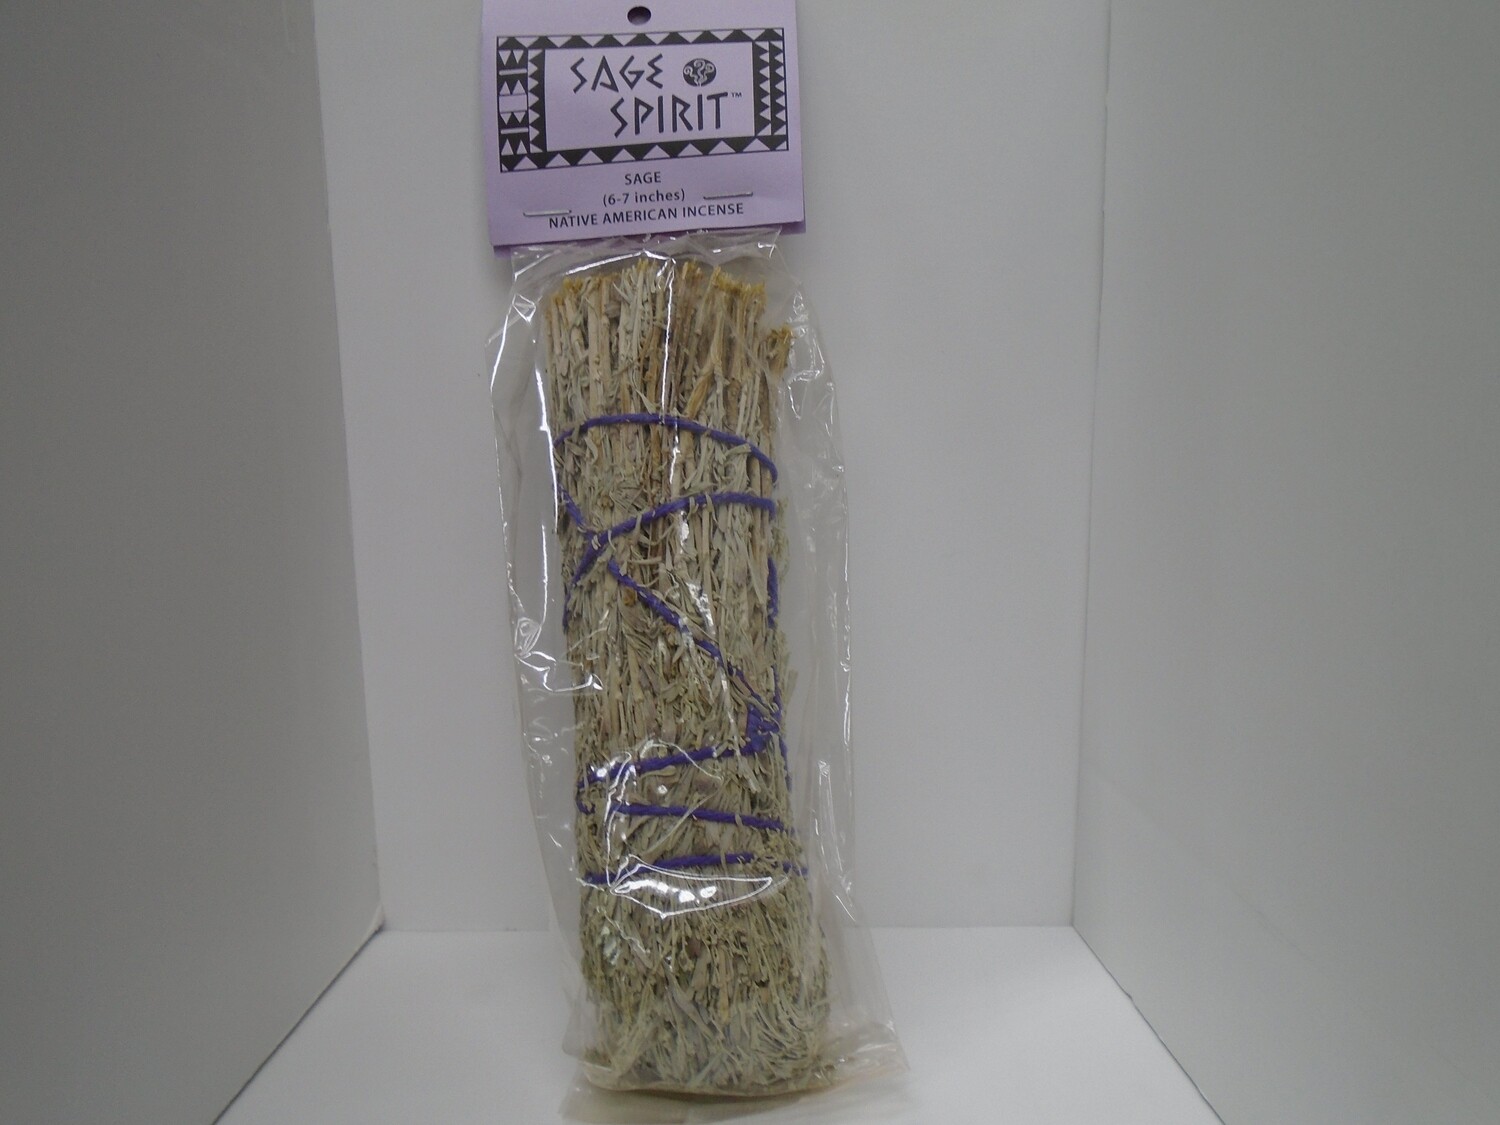 SAGE
SPIRIT™
SAGE
(6-7 inches)
NATIVE AMERICAN INCENSE